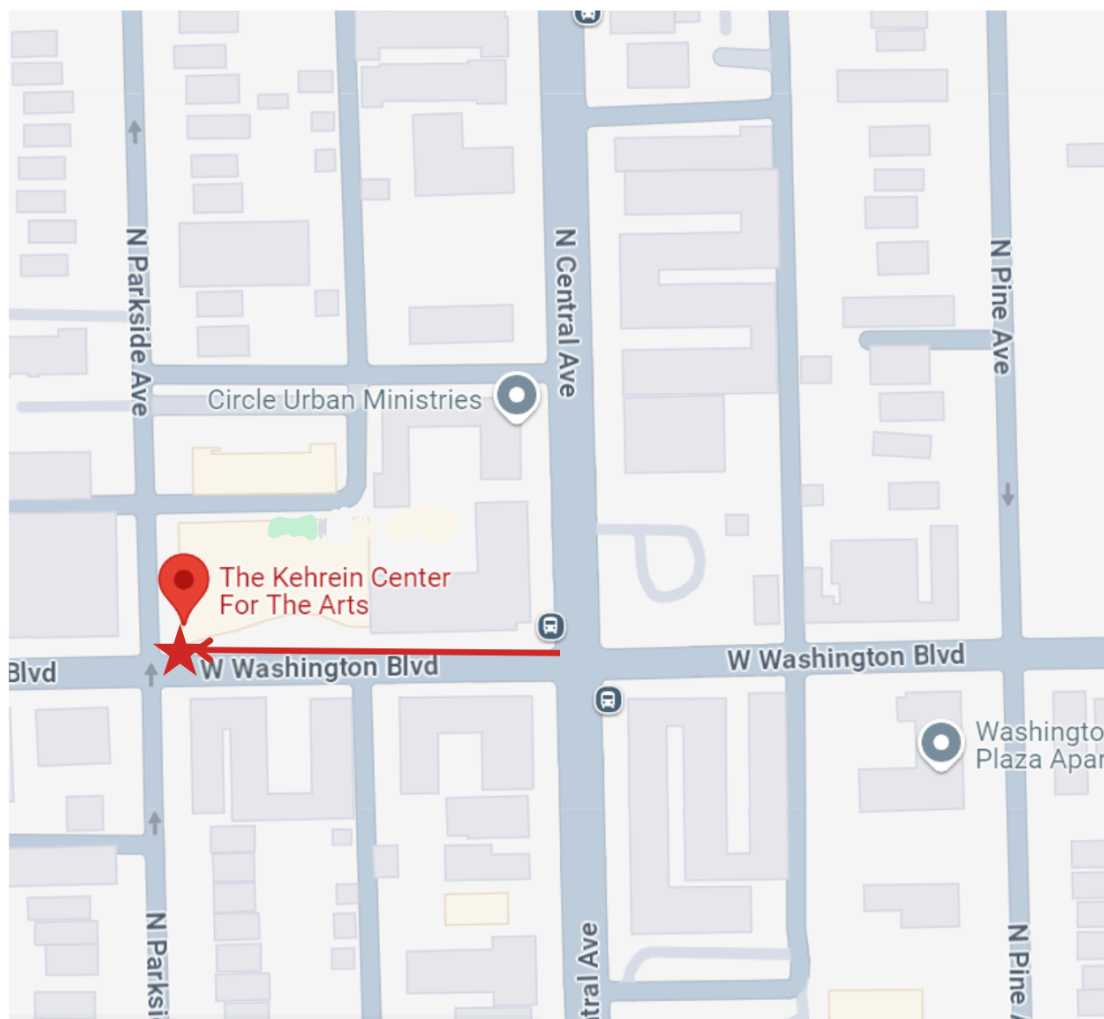 N Parkside Ave
N Central Ave
N Pine Ave
Circle Urban Ministries
The Kehrein Center
For The Arts
Blvd
W Washington Blvd
W Washington Blvd
Washingto
Plaza Apar
N Parksid
tral Ave
N Pine A